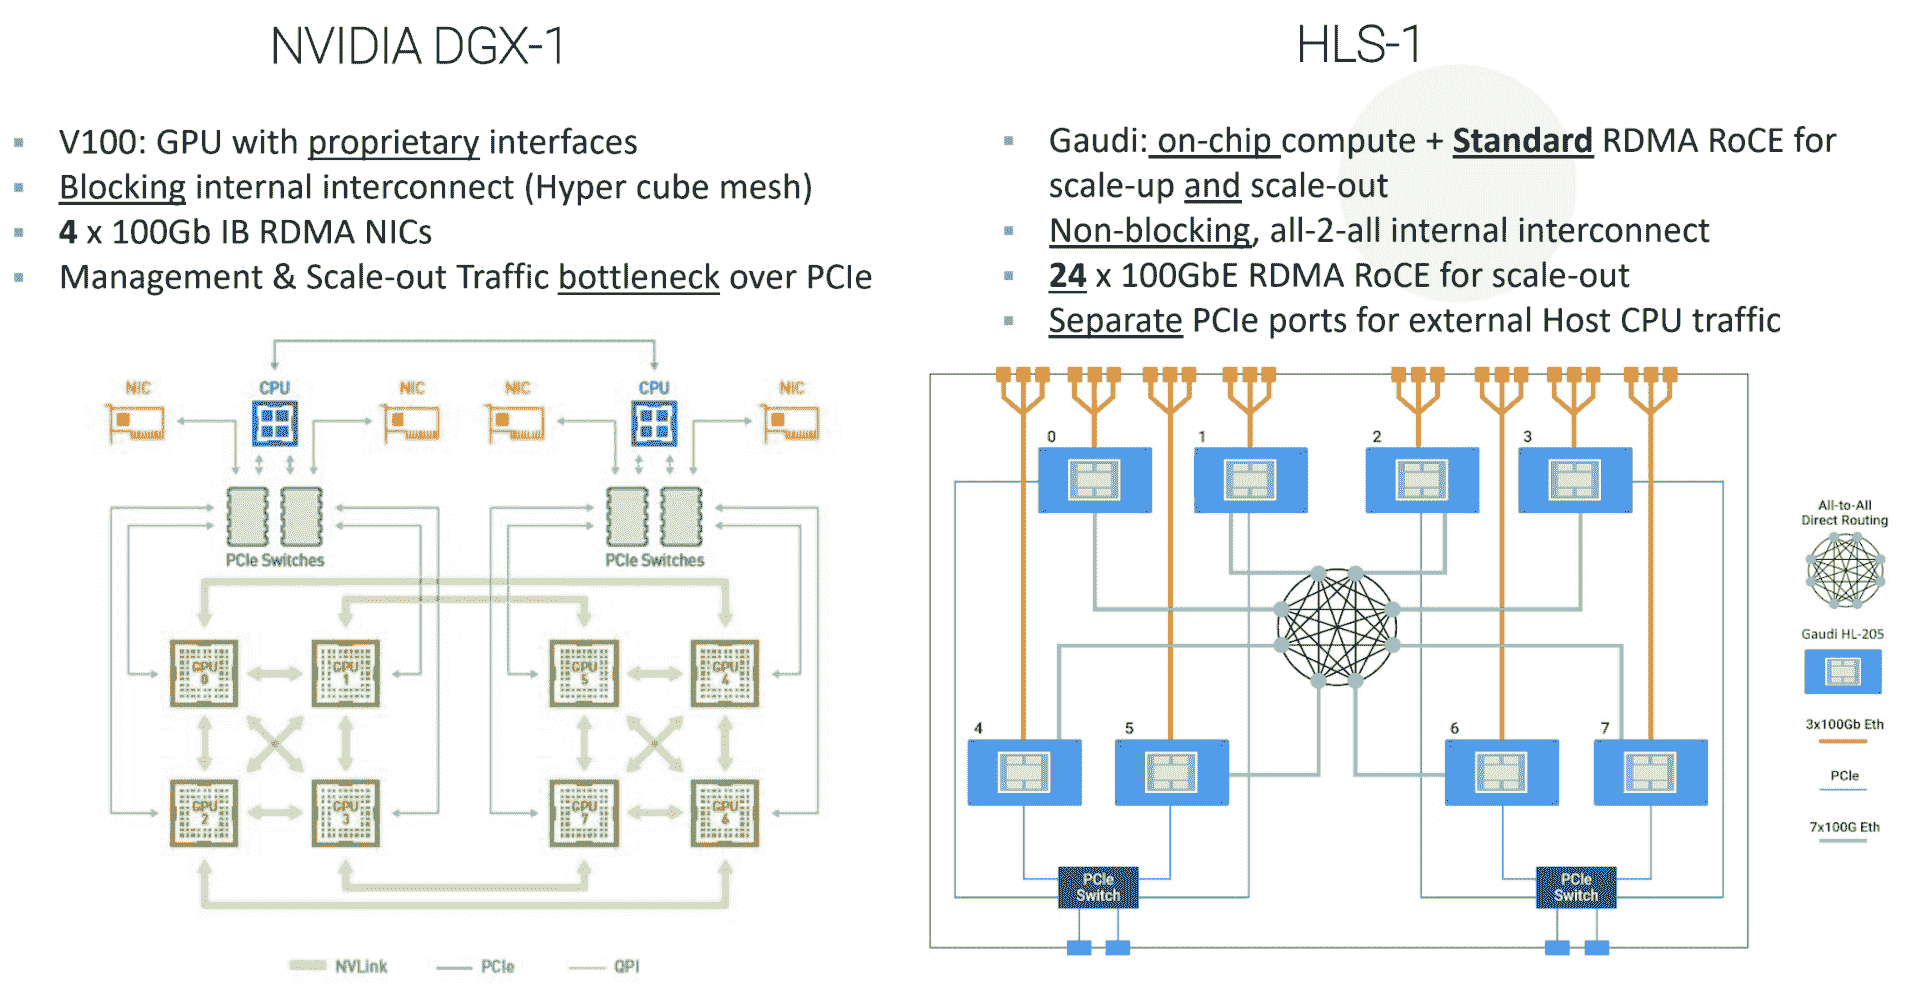 NVIDIA DGX-1
V100: GPU with proprietary interfaces
Blocking internal interconnect (Hyper cube mesh)
4 x 100Gb IB RDMA NICs
Management & Scale-out Traffic bottleneck over PCIe
NIC
CPU
NIC
NIC
CPU
NIC
PCIe Switches
PCIe Switches
GPU
0
GPU
1
GPU
5
GPU
4
GPU
2
GPU
3
GPU
7
GPU
6
NVLink
PCIe
QPI
HLS-1
Gaudi: on-chip compute + Standard RDMA RoCE for
scale-up and scale-out
Non-blocking, all-2-all internal interconnect
24 x 100GbE RDMA RoCE for scale-out
Separate PCIe ports for external Host CPU traffic
0
1
2
3
4
5
6
7
PCIe
Switch
PCIe
Switch
All-to-All
Direct Routing
Gaudi HL-205
3x100Gb Eth
PCIe
7x100G Eth